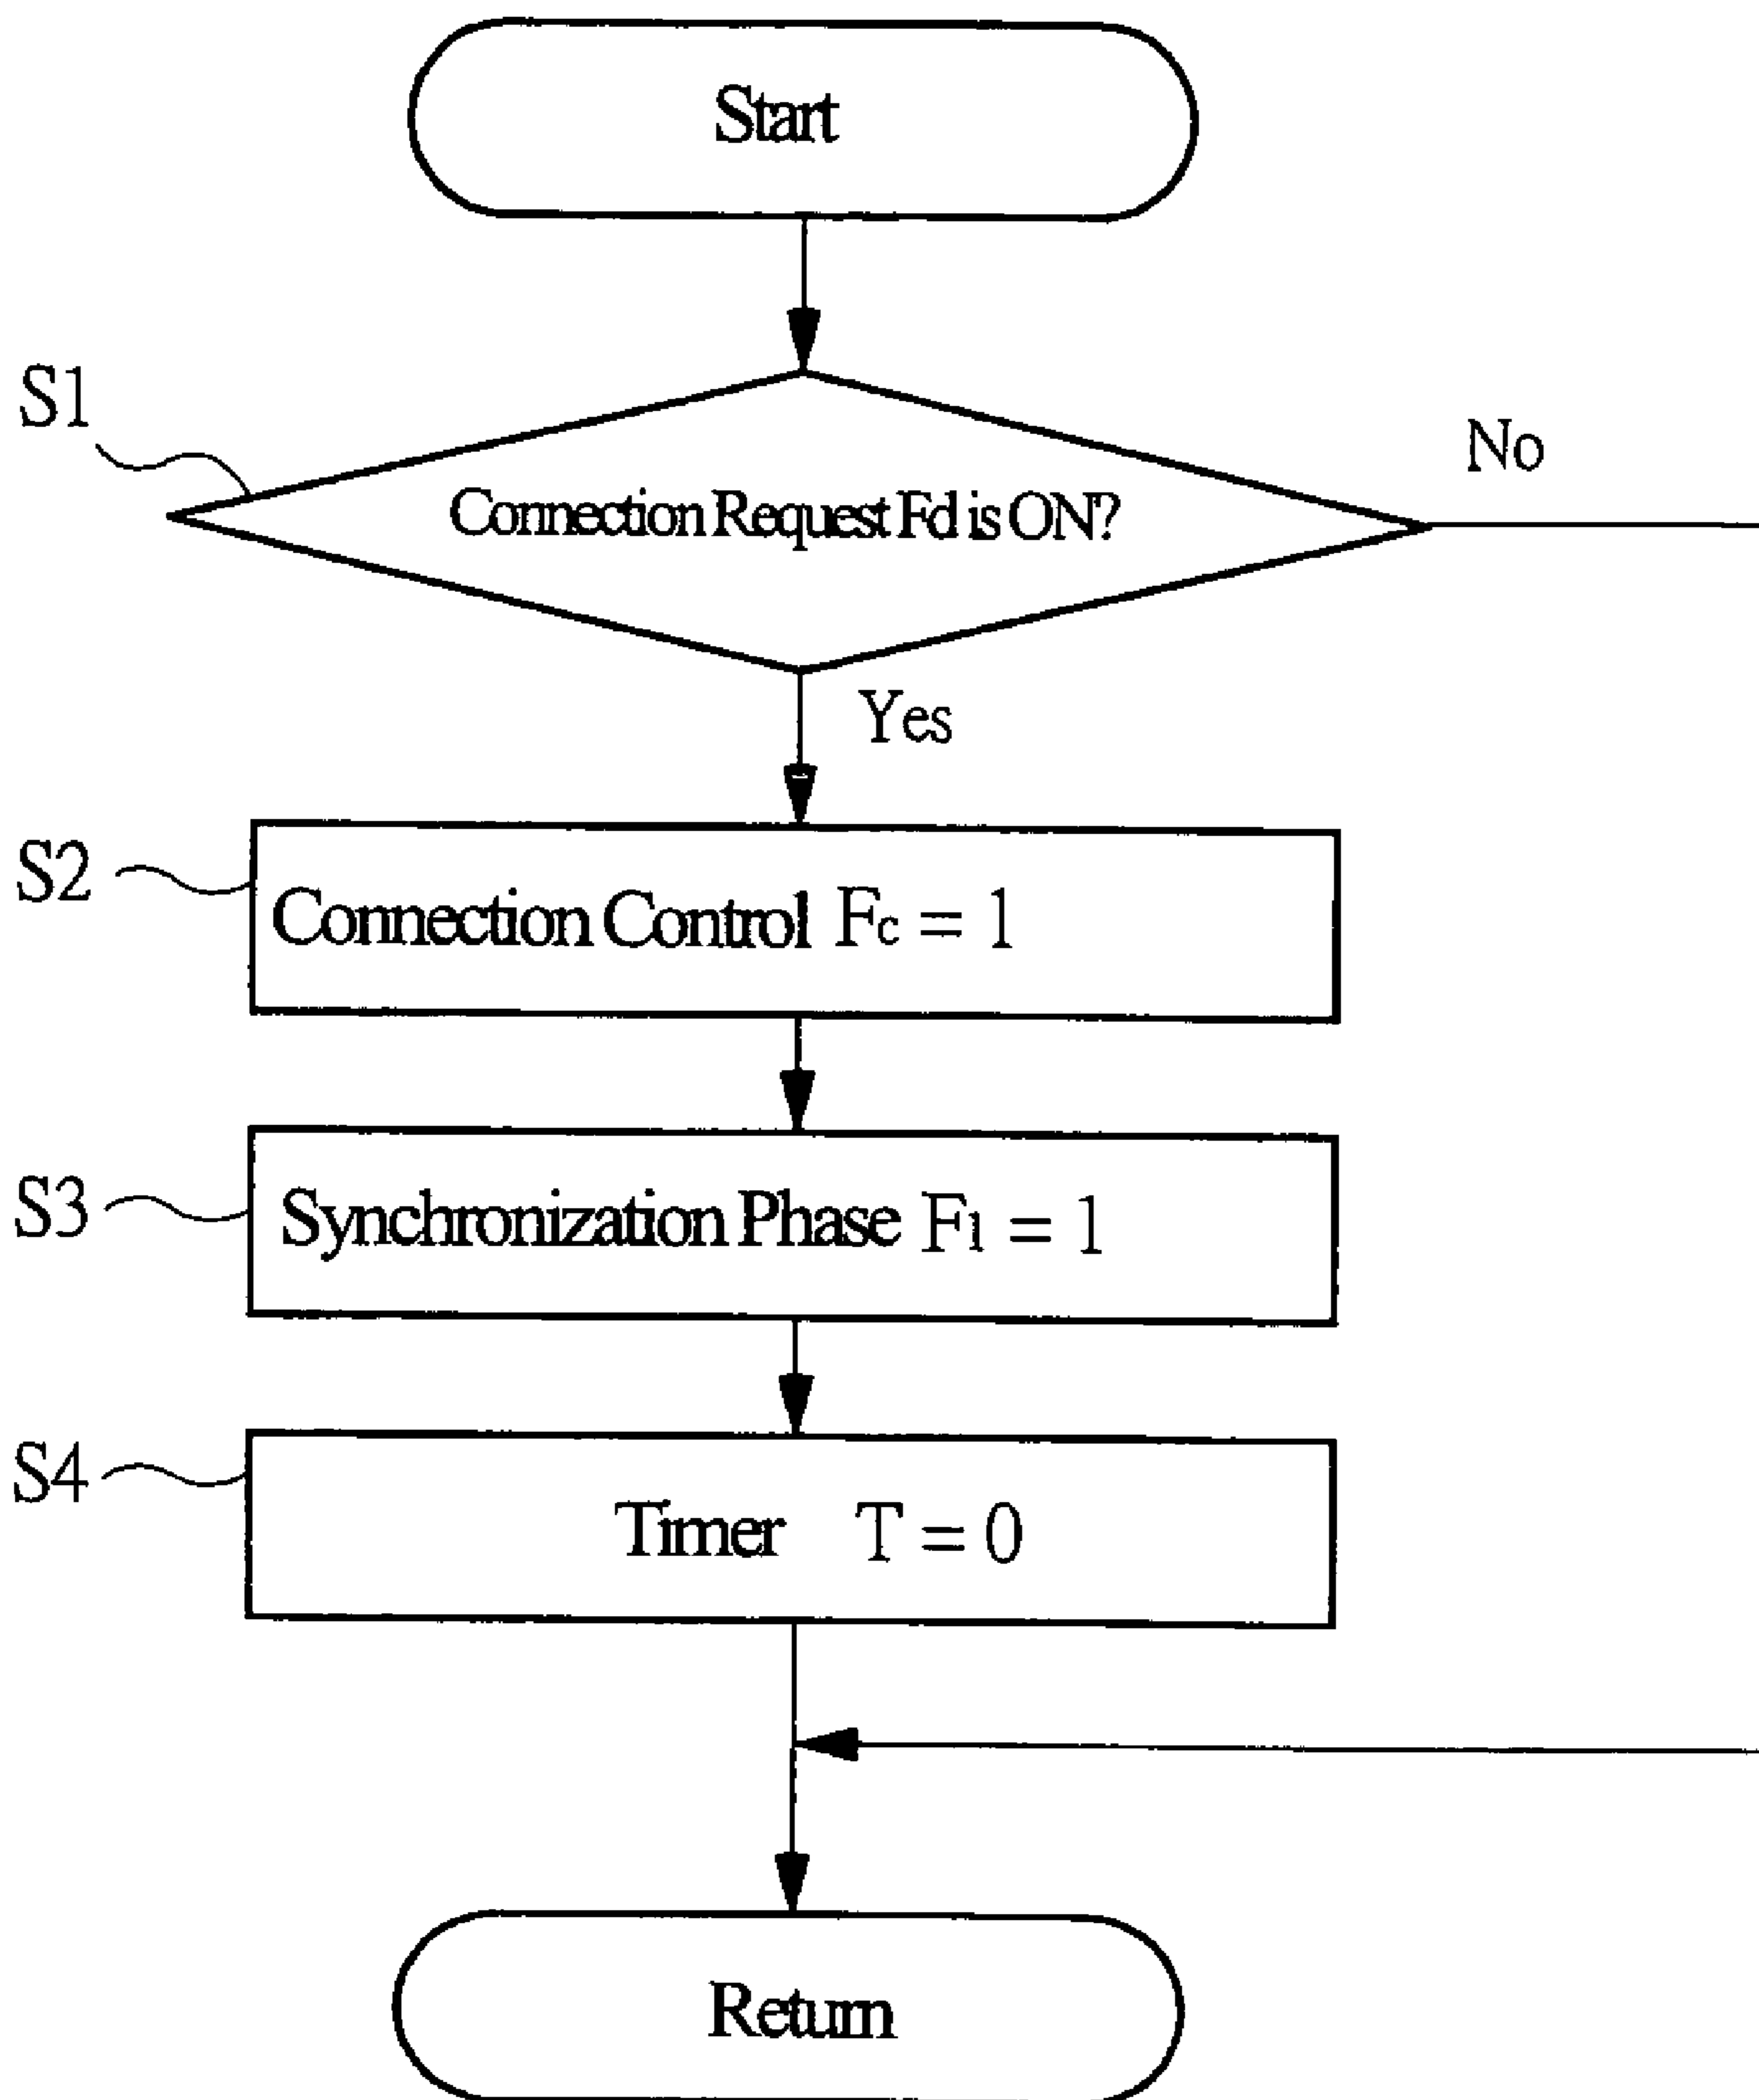 Start
S1
Connection Request Fd is ON?
No
Yes
S2
Connection Control Fc = 1
S3
Synchronization Phase F1 = 1
S4
Timer T = 0
Return